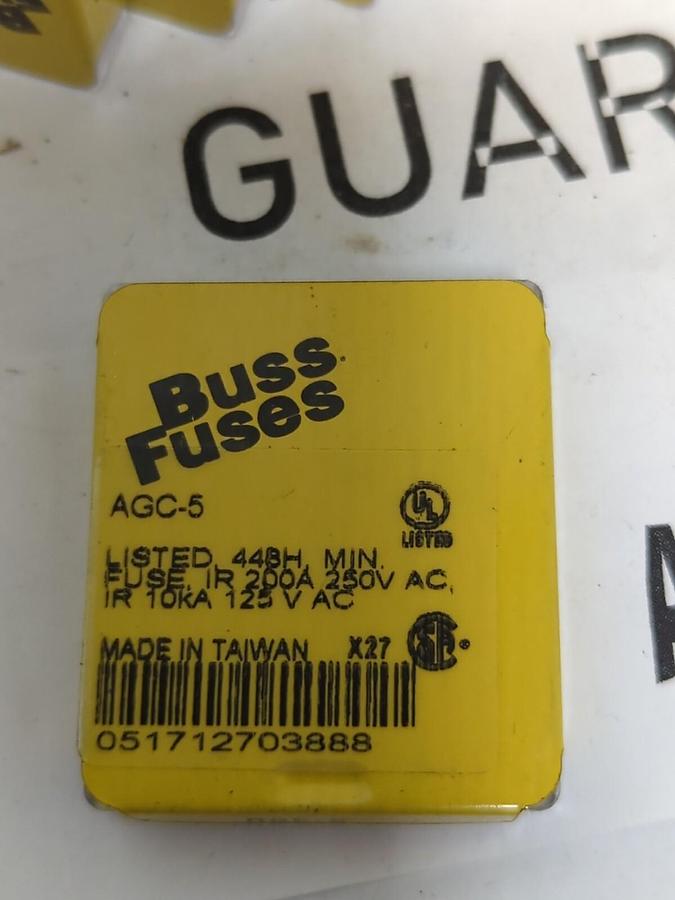 GUAR
Buss
Fuses
AGC-5
UL
LISTED
LISTED, 448H, MIN.
FUSE, IR 200A 250V AC,
IR 10kA 125 V AC
MADE IN TAIWAN X27
051712703888
A